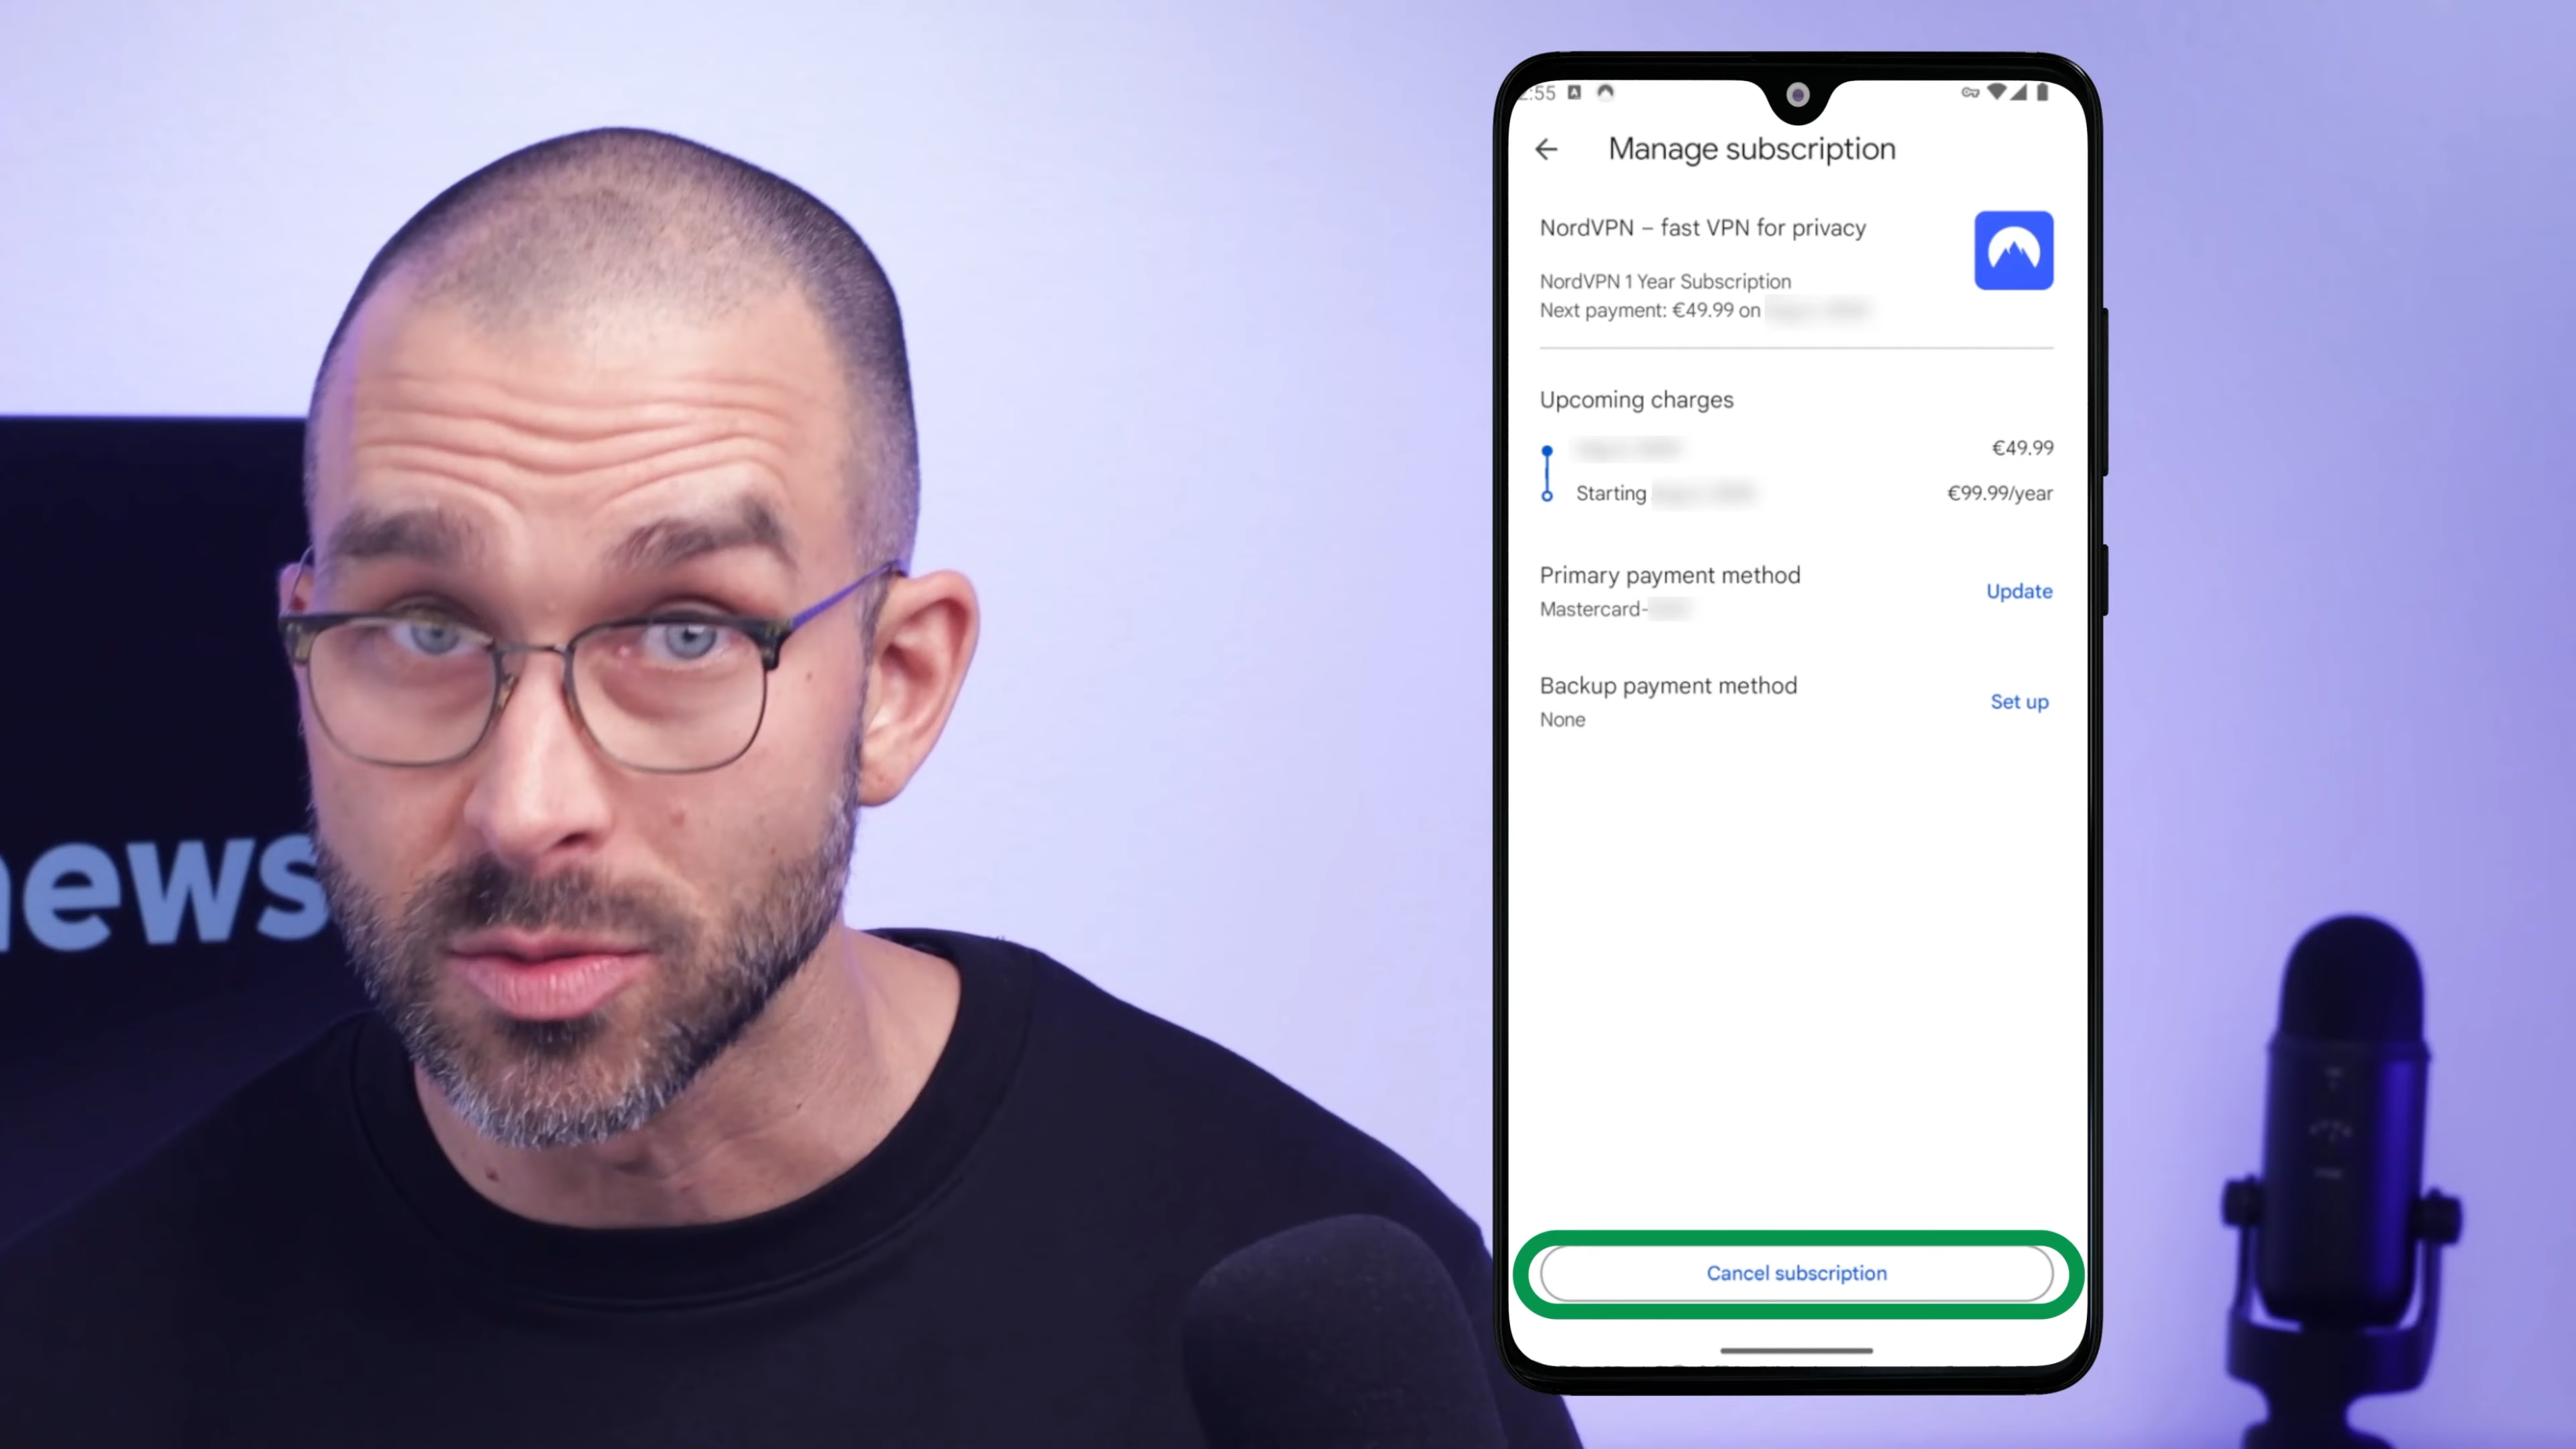 news
:55
Manage subscription
NordVPN – fast VPN for privacy
NordVPN 1 Year Subscription
Next payment: €49.99 on
Upcoming charges
€49.99
Starting
€99.99/year
Primary payment method
Mastercard-
Update
Backup payment method
None
Set up
Cancel subscription